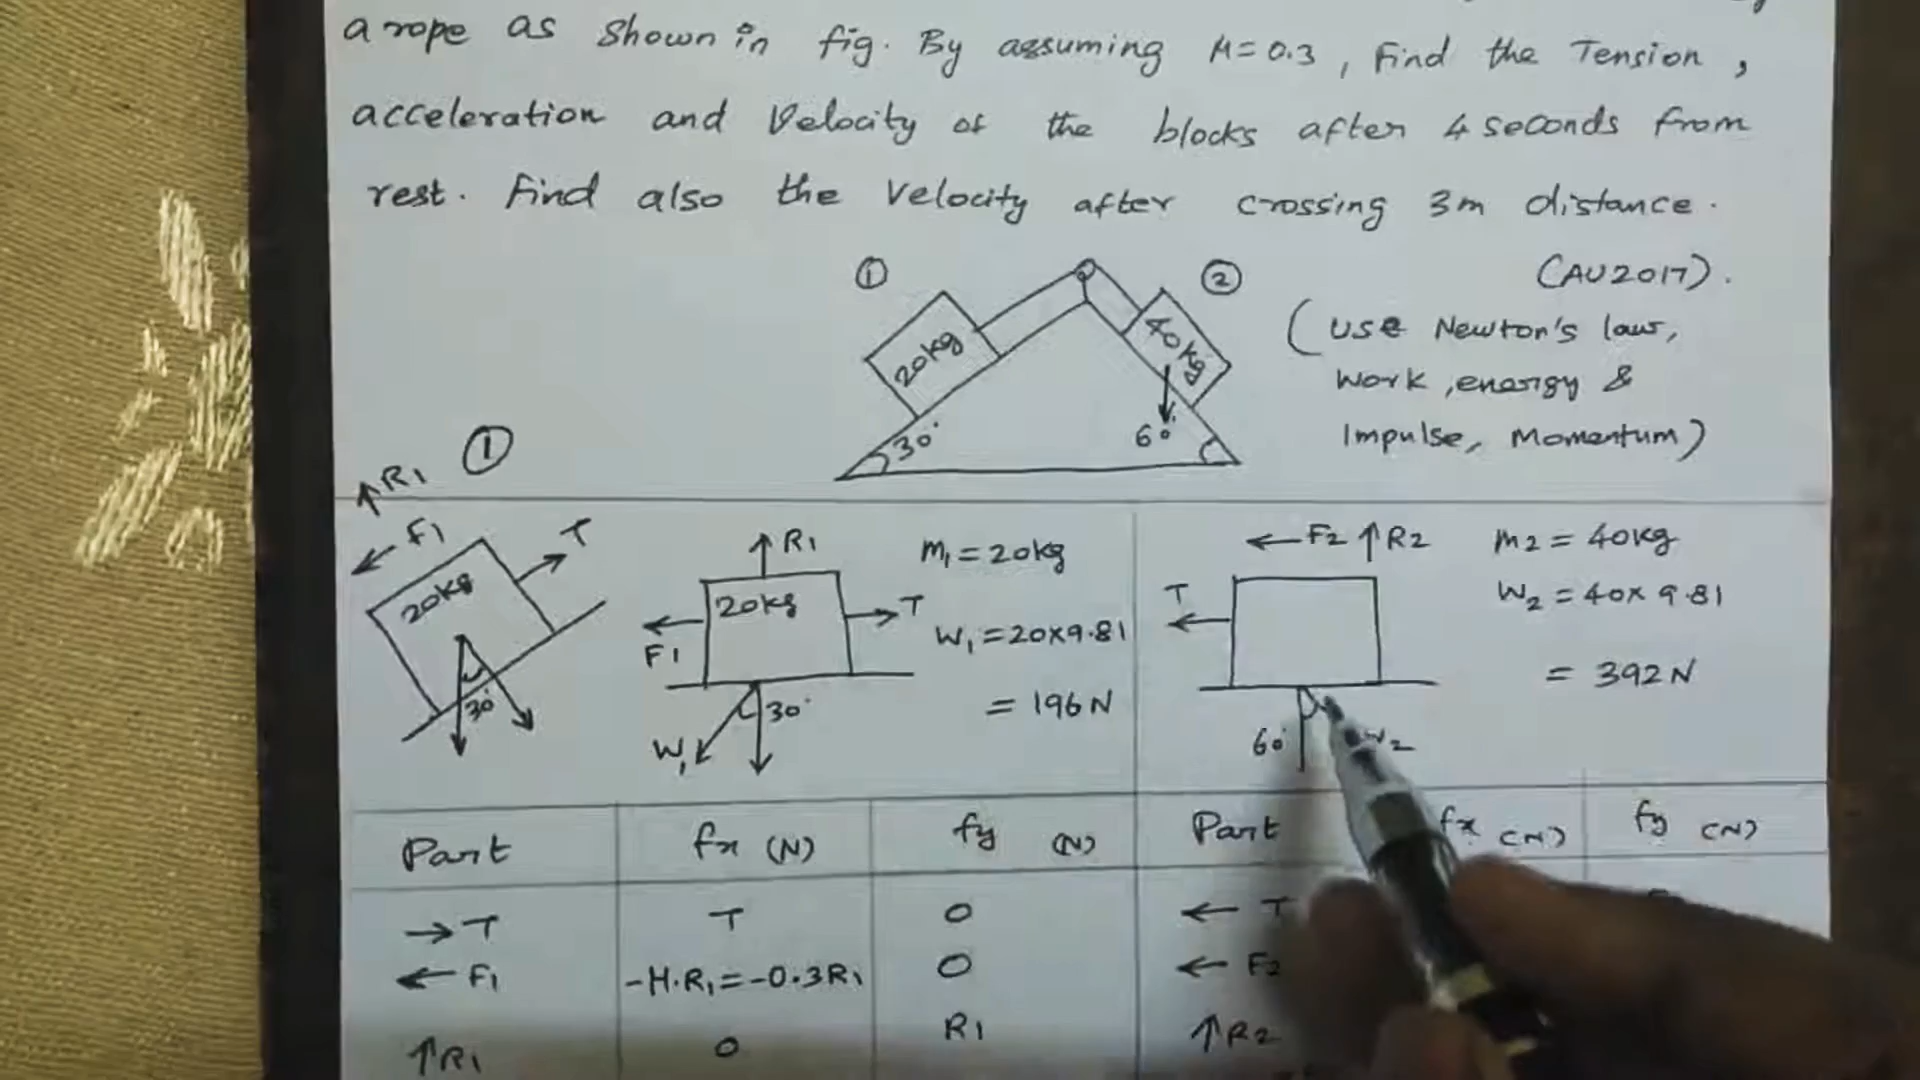 a rope as shown in fig. By assuming μ=0.3, Find the Tension,
acceleration and Velocity of the blocks after 4 seconds from
rest. Find also the Velocity after crossing 3m distance.
(AU2017).
(use Newton's law,
Work, energy &
Impulse, Momentum)
① ②
20kg 40kg
30° 60°
①
R1
F1 T
20kg
30°
R1
20kg T
F1
30°
W1
m1 = 20kg
W1 = 20×9.81
= 196N
F2 R2
T
60° W2
m2 = 40kg
W2 = 40×9.81
= 392N
Part fx (N) fy (N) Part fx (N) fy (N)
→T T 0 ← T
←F1 -μ.R1 = -0.3R1 0 ← F2
↑R1 0 R1 ↑R2